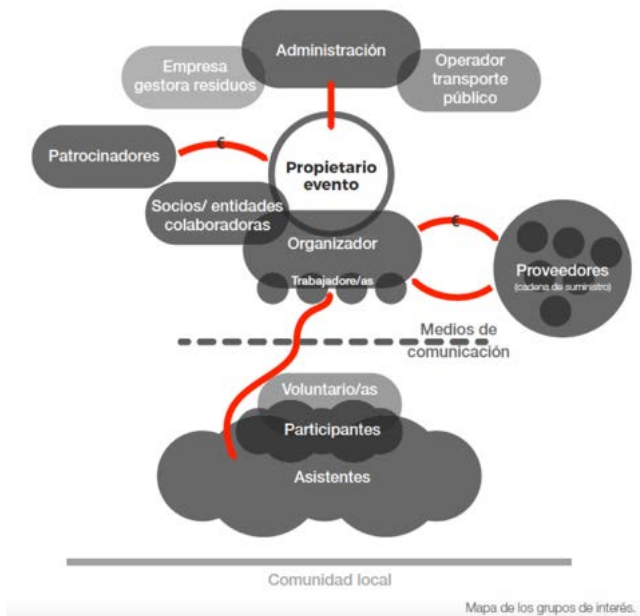 Administración
Empresa
gestora residuos
Operador
transporte
público
€
Patrocinadores
Propietario
evento
Socios/ entidades
colaboradoras
Organizador
€
Trabajadore/as
Proveedores
(cadena de suministro)
Medios de
comunicación
Voluntario/as
Participantes
Asistentes
Comunidad local
Mapa de los grupos de interés.